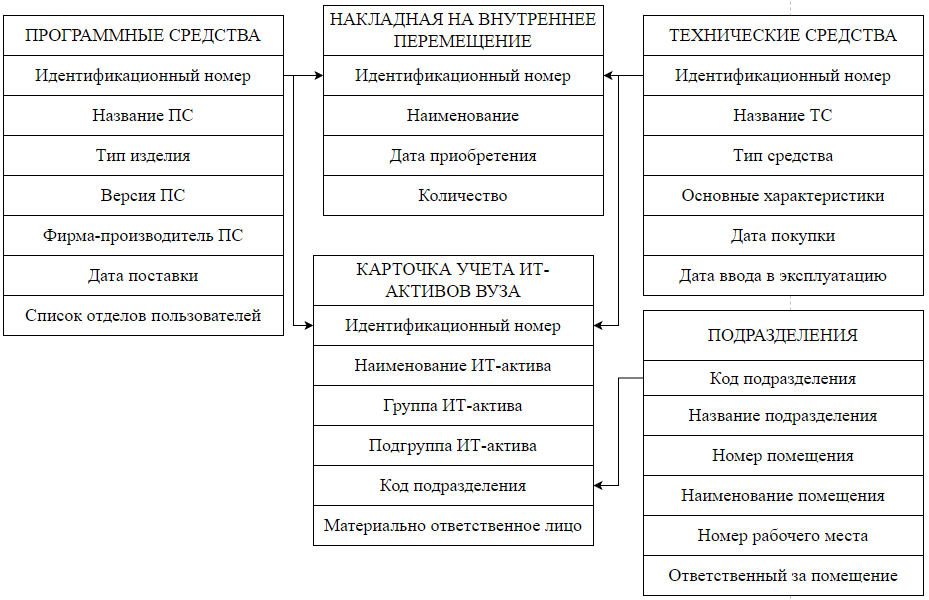 ПРОГРАММНЫЕ СРЕДСТВА
Идентификационный номер
Название ПС
Тип изделия
Версия ПС
Фирма-производитель ПС
Дата поставки
Список отделов пользователей
НАКЛАДНАЯ НА ВНУТРЕННЕЕ
ПЕРЕМЕЩЕНИЕ
Идентификационный номер
Наименование
Дата приобретения
Количество
ТЕХНИЧЕСКИЕ СРЕДСТВА
Идентификационный номер
Название ТС
Тип средства
Основные характеристики
Дата покупки
Дата ввода в эксплуатацию
КАРТОЧКА УЧЕТА ИТ-
АКТИВОВ ВУЗА
Идентификационный номер
Наименование ИТ-актива
Группа ИТ-актива
Подгруппа ИТ-актива
Код подразделения
Материально ответственное лицо
ПОДРАЗДЕЛЕНИЯ
Код подразделения
Название подразделения
Номер помещения
Наименование помещения
Номер рабочего места
Ответственный за помещение